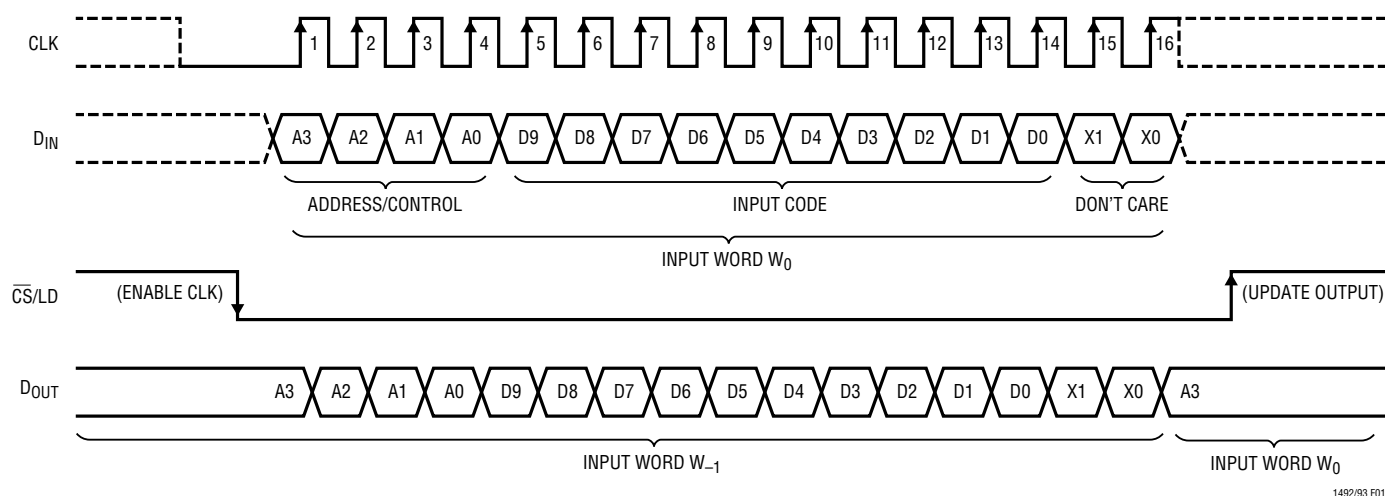 CLK 1 2 3 4 5 6 7 8 9 10 11 12 13 14 15 16
DIN A3 A2 A1 A0 D9 D8 D7 D6 D5 D4 D3 D2 D1 D0 X1 X0
ADDRESS/CONTROL INPUT CODE DON'T CARE
INPUT WORD W0
CS/LD (ENABLE CLK) (UPDATE OUTPUT)
DOUT A3 A2 A1 A0 D9 D8 D7 D6 D5 D4 D3 D2 D1 D0 X1 X0 A3
INPUT WORD W–1 INPUT WORD W0
1492/93 F01